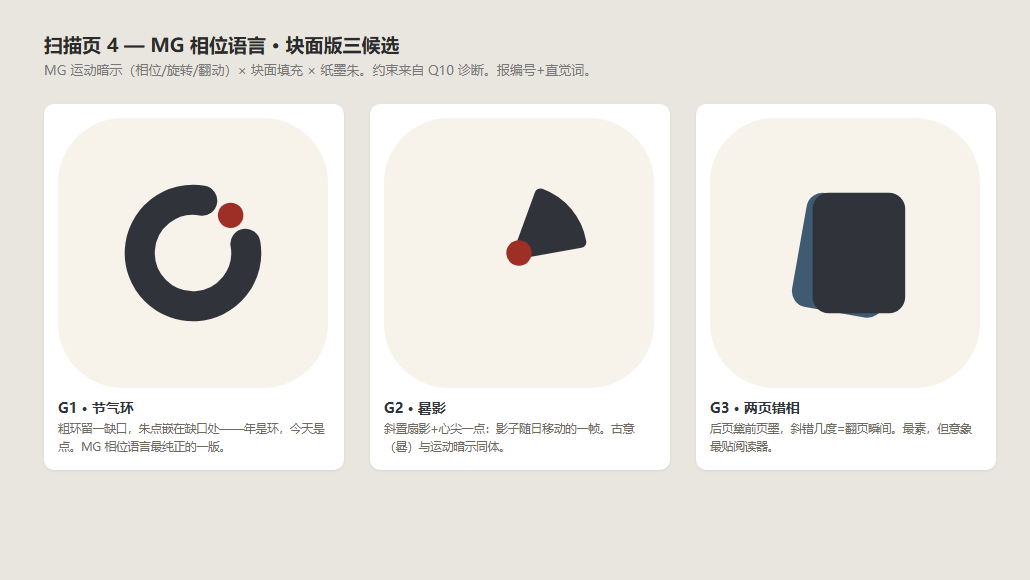 扫描页 4 — MG 相位语言 • 块面版三候选
MG 运动暗示（相位/旋转/翻动）× 块面填充 × 纸墨朱。约束来自 Q10 诊断。报编号+直觉词。
G1 • 节气环
粗环留一缺口，朱点嵌在缺口处——年是环，今天是
点。MG 相位语言最纯正的一版。
G2 • 晷影
斜置扇影+心尖一点：影子随日移动的一帧。古意
（晷）与运动暗示同体。
G3 • 两页错相
后页黛前页墨，斜错几度=翻页瞬间。最素，但意象
最贴阅读器。